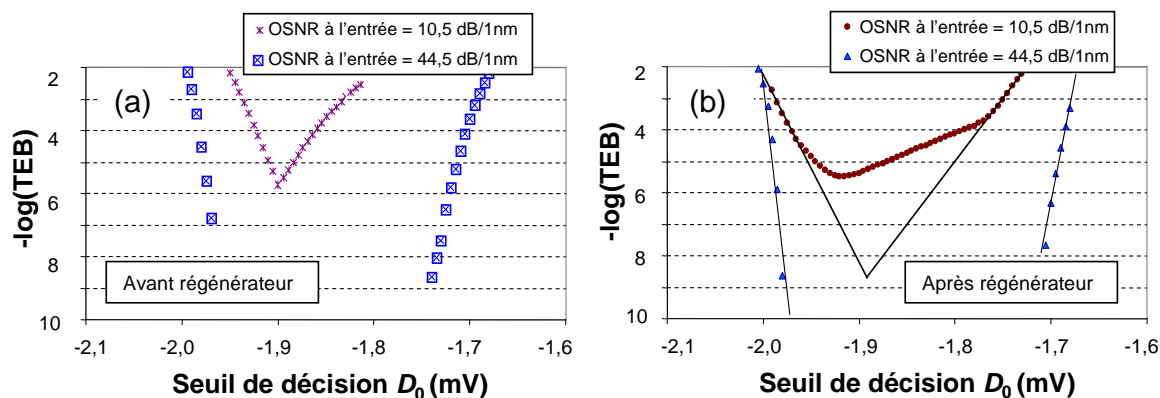 OSNR à l'entrée = 10,5 dB/1nm
OSNR à l'entrée = 44,5 dB/1nm
(a)
-log(TEB)
2
4
6
8
10
Avant régénérateur
-2,1
-2,0
-1,9
-1,8
-1,7
-1,6
Seuil de décision D0 (mV)
OSNR à l'entrée = 10,5 dB/1nm
OSNR à l'entrée = 44,5 dB/1nm
(b)
-log(TEB)
2
4
6
8
10
Après régénérateur
-2,1
-2,0
-1,9
-1,8
-1,7
-1,6
Seuil de décision D0 (mV)